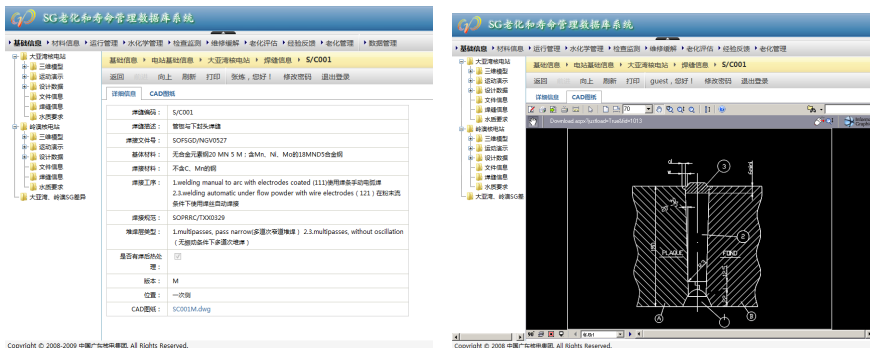 SG老化和寿命管理数据库系统
基础信息 材料信息 运行管理 水化学管理 检查监测 维修缓解 老化评估 经验反馈 老化管理 数据管理
大亚湾核电站
三维模型
运动演示
设计数据
文件信息
焊缝信息
水质要求
岭澳核电站
三维模型
运动演示
设计数据
文件信息
焊缝信息
水质要求
大亚湾、岭澳SG差异
基础信息 电站基础信息 大亚湾核电站 焊缝信息 S/C001
返回 向上 刷新 打印 张炼,您好! 修改密码 退出登录
详细信息 CAD图纸
焊缝编码: S/C001
焊缝描述: 管板与下封头焊缝
焊接文件号: SOFSGD/NGV0527
基体材料: 无合金元素钢20 MN 5 M;含Mn、Ni、Mo的18MND5合金钢
焊接材料: 不含C、Mn的钢
焊接工序: 1.welding manual to arc with electrodes coated (111)使用焊条手动电弧焊
2.3.welding automatic under flow powder with wire electrodes(121)在粉末流
条件下使用焊丝自动焊接
焊接规范: SOPRRC/TXX0329
堆焊层类型: 1.multipasses, pass narrow(多道次窄道堆焊) 2.3.multipasses, without oscillation
(无振动条件下多道次堆焊)
是否有焊后热处
理:
版本: M
位置: 一次侧
CAD图纸: SC001M.dwg
Copyright © 2008-2009 中国广东核电集团. All Rights Reserved.
SG老化和寿命管理数据库系统
基础信息 材料信息 运行管理 水化学管理 检查监测 维修缓解 老化评估 经验反馈 老化管理
大亚湾核电站
三维模型
运动演示
设计数据
文件信息
焊缝信息
水质要求
岭澳核电站
三维模型
运动演示
设计数据
文件信息
焊缝信息
水质要求
大亚湾、岭澳SG差
基础信息 电站基础信息 大亚湾核电站 焊缝信息 S/C001
返回 向上 刷新 打印 guest,您好! 修改密码 退出登录
详细信息 CAD图纸
70
Download.aspx?justload=True&fid=1013
3
2
PLAQUE
FOND
A
1
B
Copyright © 2008 中国广东核电集团. All Rights Reserved.